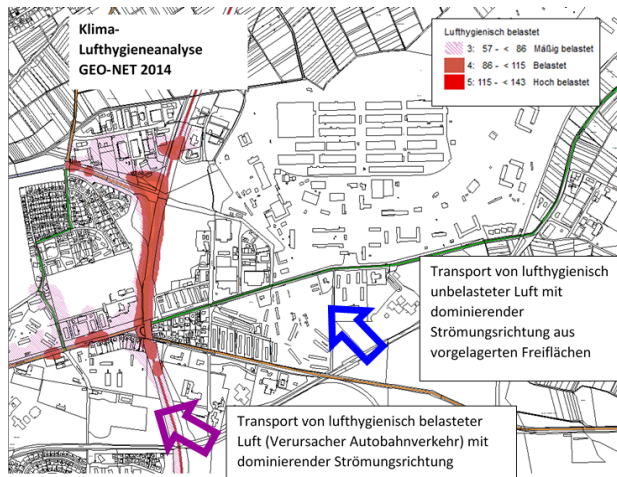 Klima-
Lufthygieneanalyse
GEO-NET 2014
Lufthygienisch belastet
3: 57 - < 86 Mäßig belastet
4: 86 - < 115 Belastet
5: 115 - < 143 Hoch belastet
Transport von lufthygienisch
unbelasteter Luft mit
dominierender
Strömungsrichtung aus
vorgelagerten Freiflächen
Transport von lufthygienisch belasteter
Luft (Verursacher Autobahnverkehr) mit
dominierender Strömungsrichtung